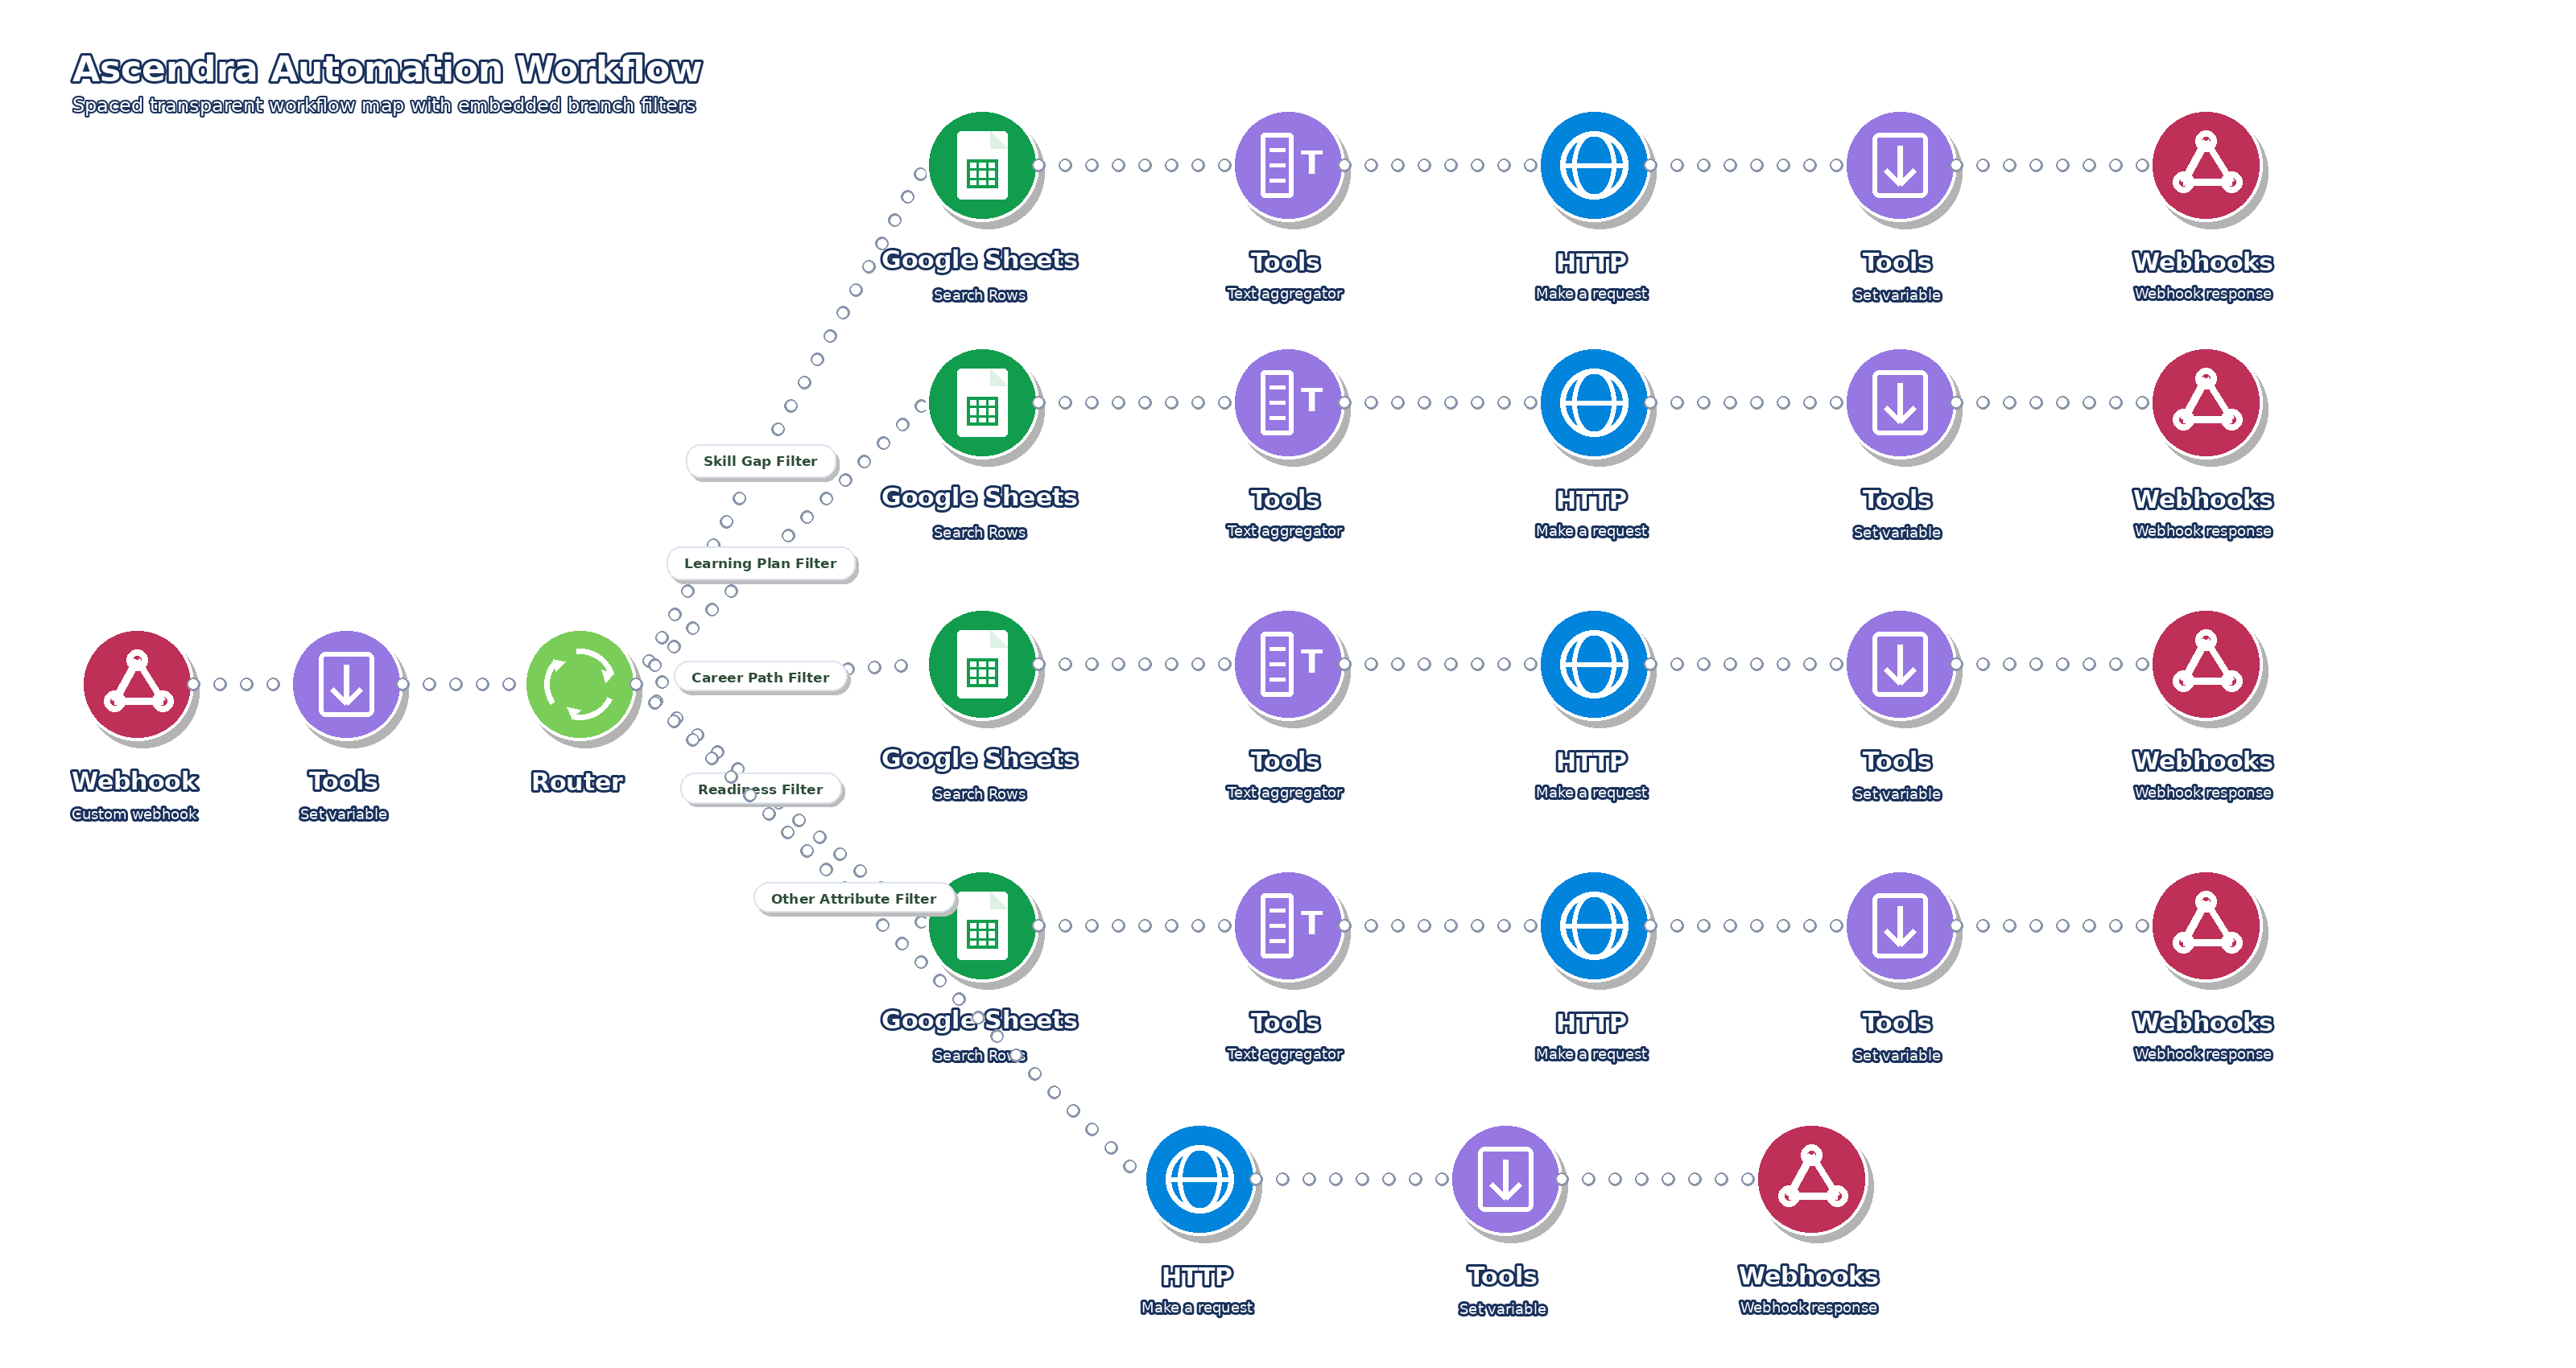 Ascendra Automation Workflow
Spaced transparent workflow map with embedded branch filters
Google Sheets
Search Rows
Tools
Text aggregator
HTTP
Make a request
Tools
Set variable
Webhooks
Webhook response
Skill Gap Filter
Google Sheets
Search Rows
Tools
Text aggregator
HTTP
Make a request
Tools
Set variable
Webhooks
Webhook response
Learning Plan Filter
Webhook
Custom webhook
Tools
Set variable
Router
Career Path Filter
Google Sheets
Search Rows
Tools
Text aggregator
HTTP
Make a request
Tools
Set variable
Webhooks
Webhook response
Readiness Filter
Other Attribute Filter
Google Sheets
Search Rows
Tools
Text aggregator
HTTP
Make a request
Tools
Set variable
Webhooks
Webhook response
HTTP
Make a request
Tools
Set variable
Webhooks
Webhook response